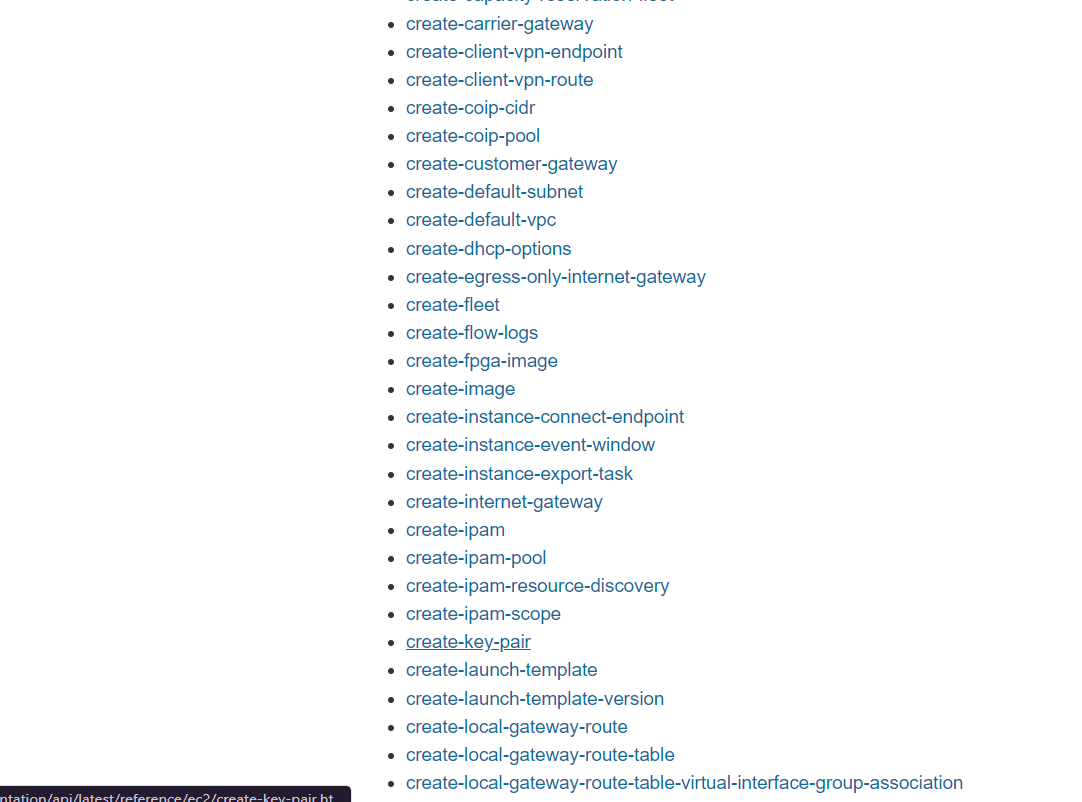 create-capacity-reservation-fleet
create-carrier-gateway
create-client-vpn-endpoint
create-client-vpn-route
create-coip-cidr
create-coip-pool
create-customer-gateway
create-default-subnet
create-default-vpc
create-dhcp-options
create-egress-only-internet-gateway
create-fleet
create-flow-logs
create-fpga-image
create-image
create-instance-connect-endpoint
create-instance-event-window
create-instance-export-task
create-internet-gateway
create-ipam
create-ipam-pool
create-ipam-resource-discovery
create-ipam-scope
create-key-pair
create-launch-template
create-launch-template-version
create-local-gateway-route
create-local-gateway-route-table
create-local-gateway-route-table-virtual-interface-group-association
ntation/api/latest/reference/ec2/create-key-pair.ht